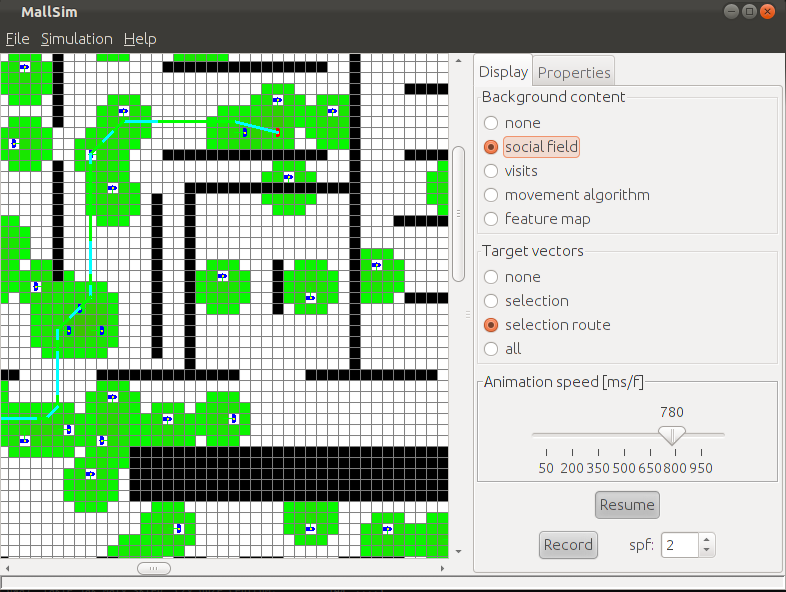 MallSim
File Simulation Help
Display Properties
Background content
none
social field
visits
movement algorithm
feature map
Target vectors
none
selection
selection route
all
Animation speed [ms/f]
780
50 200 350 500 650 800 950
Resume
Record spf: 2